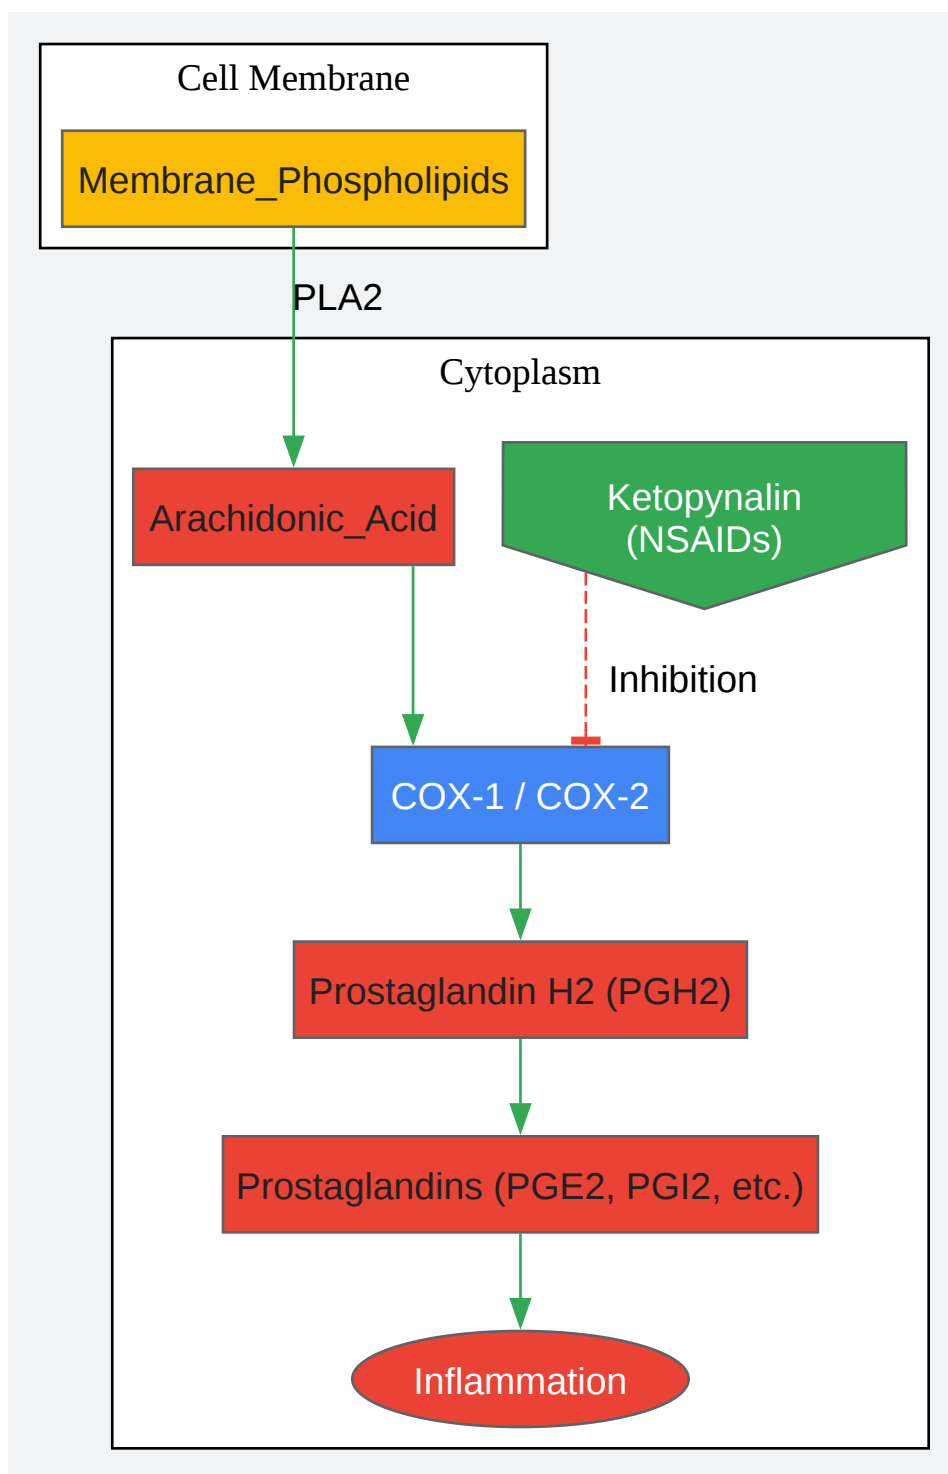 Cell Membrane
Membrane_Phospholipids
PLA2
Cytoplasm
Arachidonic_Acid
Ketopynalin
(NSAIDs)
Inhibition
COX-1 / COX-2
Prostaglandin H2 (PGH2)
Prostaglandins (PGE2, PGI2, etc.)
Inflammation